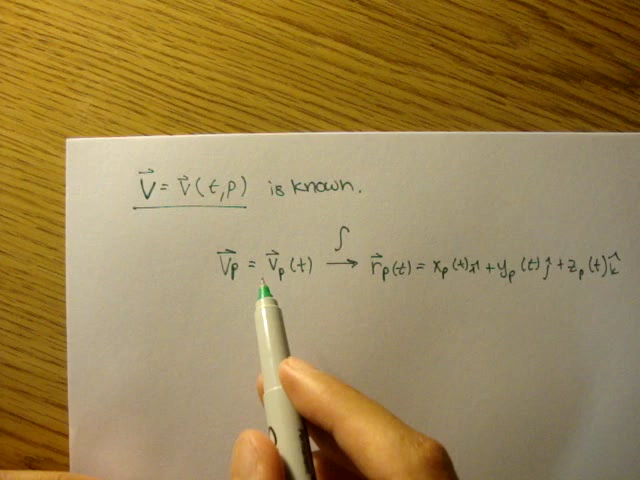 V⃗ = v⃗(t,p) is known.
∫
V⃗p = v⃗p(t) → r⃗p(t) = xp(t)î + yp(t)ĵ + zp(t)k̂